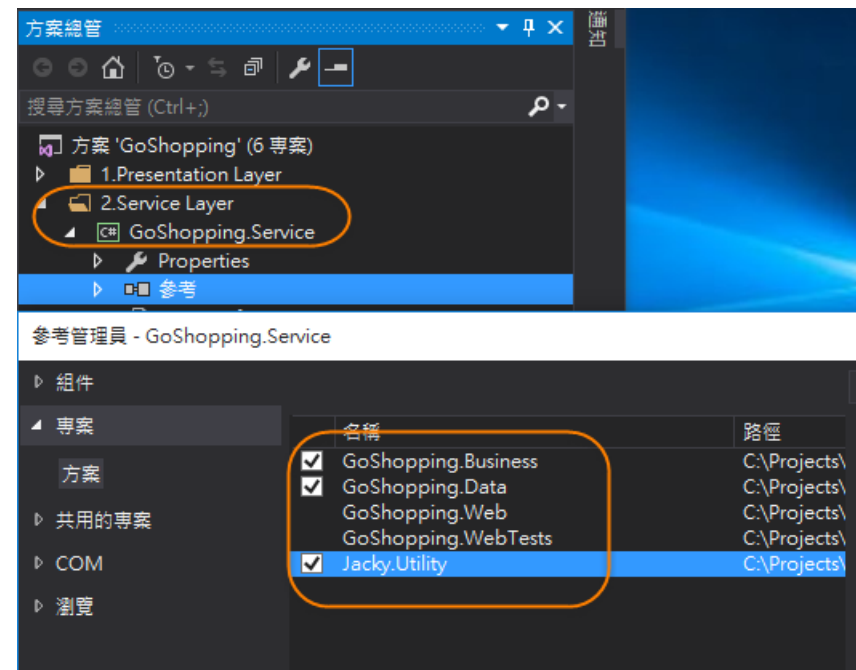 方案總管
通知
搜尋方案總管 (Ctrl+;)
方案 'GoShopping' (6 專案)
1.Presentation Layer
2.Service Layer
C# GoShopping.Service
Properties
參考
參考管理員 - GoShopping.Service
組件
專案
方案
共用的專案
COM
瀏覽
名稱 路徑
GoShopping.Business C:\Projects\
GoShopping.Data C:\Projects\
GoShopping.Web C:\Projects\
GoShopping.WebTests C:\Projects\
Jacky.Utility C:\Projects\